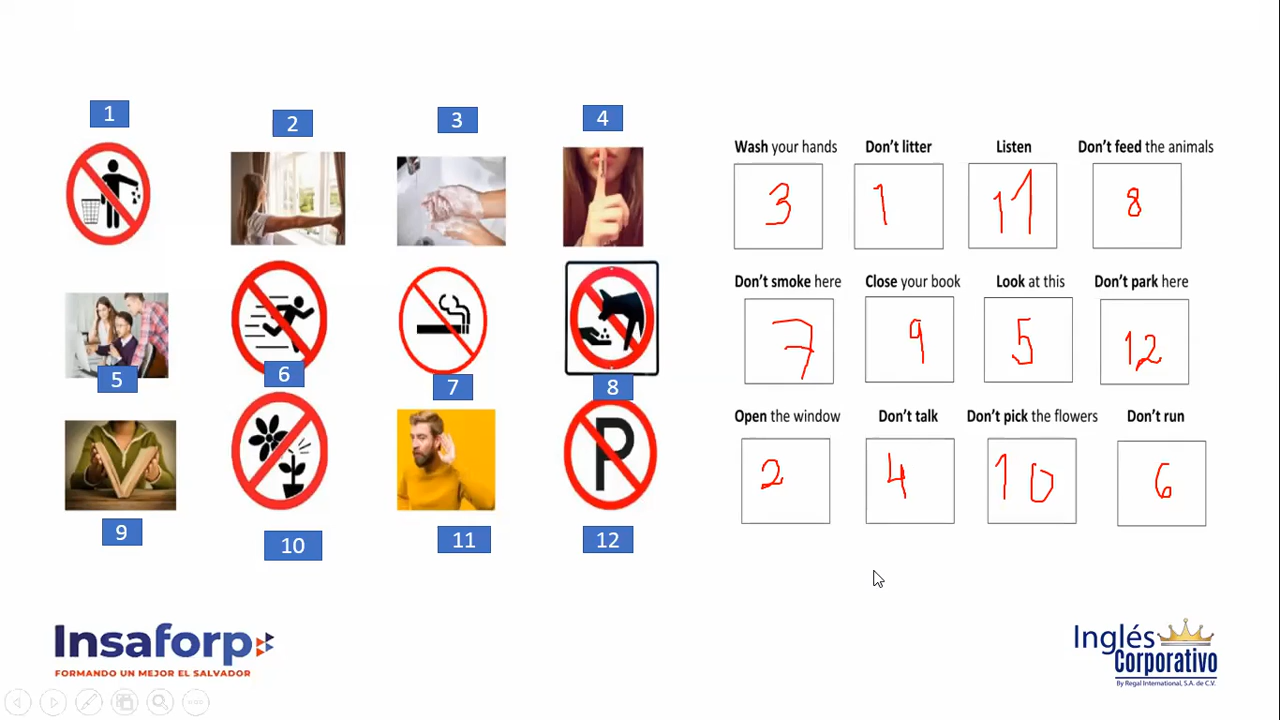 1
2
3
4
5
6
7
8
P
9
10
11
12
Wash your hands
Don't litter
Listen
Don't feed the animals
3
1
11
8
Don't smoke here
Close your book
Look at this
Don't park here
7
9
5
12
Open the window
Don't talk
Don't pick the flowers
Don't run
2
4
10
6
Insaforp
FORMANDO UN MEJOR EL SALVADOR
Inglés
Corporativo
By Regal International, S.A. de C.V.